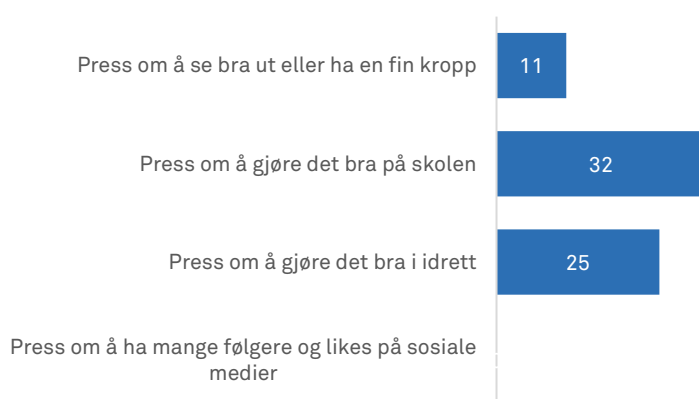 Press om å se bra ut eller ha en fin kropp
11
Press om å gjøre det bra på skolen
32
Press om å gjøre det bra i idrett
25
Press om å ha mange følgere og likes på sosiale
medier